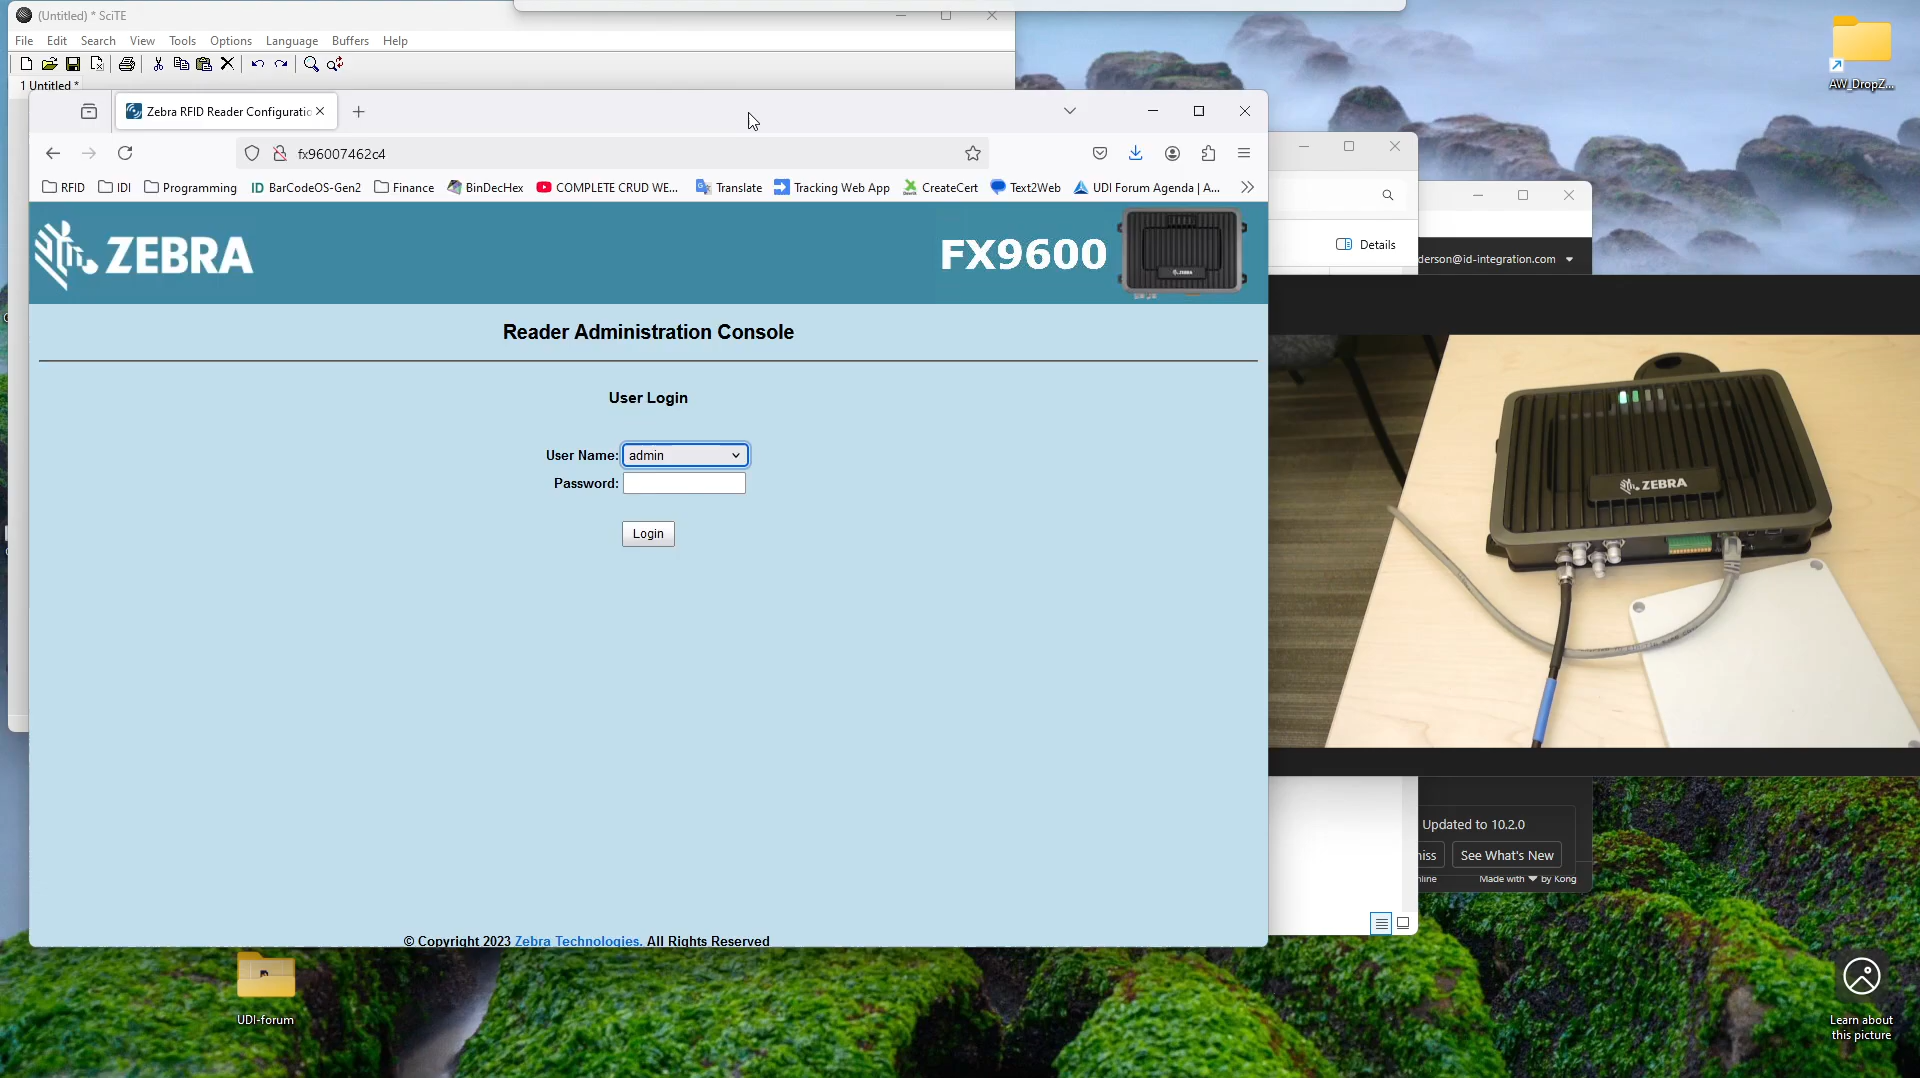 (Untitled) * SciTE
File Edit Search View Tools Options Language Buffers Help
1 Untitled *
Zebra RFID Reader Configuratic
fx96007462c4
RFID IDI Programming BarCodeOS-Gen2 Finance BinDecHex COMPLETE CRUD WE... Translate Tracking Web App CreateCert Text2Web UDI Forum Agenda | A...
ZEBRA
FX9600
Reader Administration Console
User Login
User Name: admin
Password:
Login
© Copyright 2023 Zebra Technologies. All Rights Reserved
Details
derson@id-integration.com
ZEBRA
Updated to 10.2.0
niss
See What's New
nline
Made with ❤ by Kong
AW_DropZ...
UDI-forum
Learn about
this picture